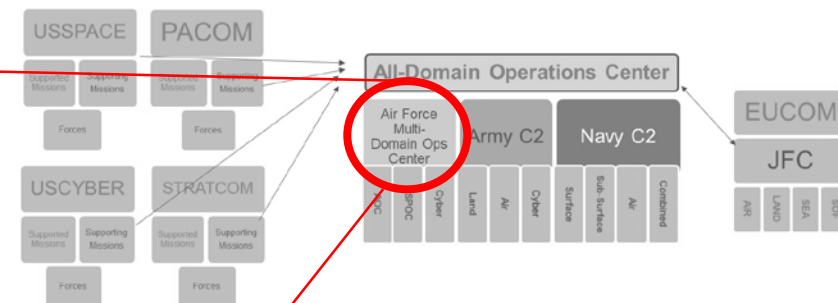 USSPACE
PACOM
Supported Missions
Supporting Missions
Supported Missions
Supporting Missions
Forces
Forces
USCYBER
STRATCOM
Supported Missions
Supporting Missions
Supported Missions
Supporting Missions
Forces
Forces
All-Domain Operations Center
Air Force
Multi-
Domain Ops
Center
Army C2
Navy C2
AOC
SPOC
Cyber
Land
Air
Cyber
Surface
Sub-Surface
Air
Combined
EUCOM
JFC
AIR
LAND
SEA